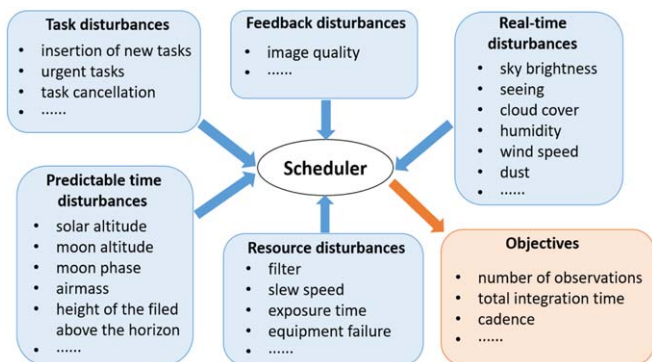 Task disturbances
• insertion of new tasks
• urgent tasks
• task cancellation
• ······
Feedback disturbances
• image quality
• ······
Real-time
disturbances
• sky brightness
• seeing
• cloud cover
• humidity
• wind speed
• dust
• ······
Scheduler
Predictable time
disturbances
• solar altitude
• moon altitude
• moon phase
• airmass
• height of the filed
above the horizon
• ······
Resource disturbances
• filter
• slew speed
• exposure time
• equipment failure
• ······
Objectives
• number of observations
• total integration time
• cadence
• ······